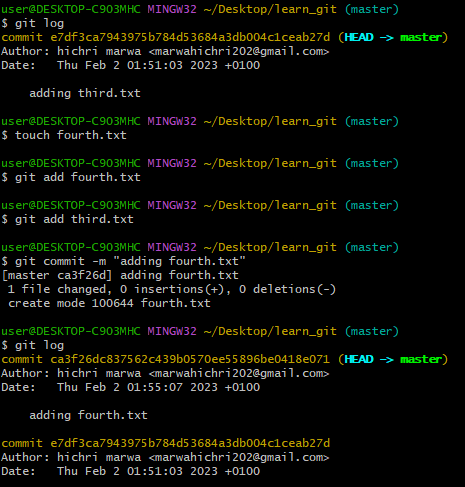 user@DESKTOP-C9O3MHC MINGW32 ~/Desktop/learn_git (master)
$ git log
commit e7df3ca7943975b784d53684a3db004c1ceab27d (HEAD -> master)
Author: hichri marwa <marwahichri202@gmail.com>
Date:   Thu Feb 2 01:51:03 2023 +0100

    adding third.txt

user@DESKTOP-C9O3MHC MINGW32 ~/Desktop/learn_git (master)
$ touch fourth.txt

user@DESKTOP-C9O3MHC MINGW32 ~/Desktop/learn_git (master)
$ git add fourth.txt

user@DESKTOP-C9O3MHC MINGW32 ~/Desktop/learn_git (master)
$ git add third.txt

user@DESKTOP-C9O3MHC MINGW32 ~/Desktop/learn_git (master)
$ git commit -m "adding fourth.txt"
[master ca3f26d] adding fourth.txt
 1 file changed, 0 insertions(+), 0 deletions(-)
 create mode 100644 fourth.txt

user@DESKTOP-C9O3MHC MINGW32 ~/Desktop/learn_git (master)
$ git log
commit ca3f26dc837562c439b0570ee55896be0418e071 (HEAD -> master)
Author: hichri marwa <marwahichri202@gmail.com>
Date:   Thu Feb 2 01:55:07 2023 +0100

    adding fourth.txt

commit e7df3ca7943975b784d53684a3db004c1ceab27d
Author: hichri marwa <marwahichri202@gmail.com>
Date:   Thu Feb 2 01:51:03 2023 +0100